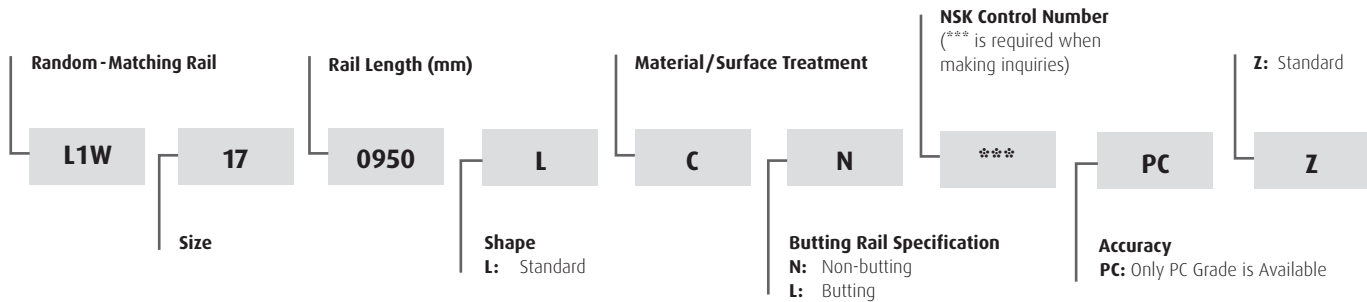 NSK Control Number
(*** is required when
making inquiries)
Random-Matching Rail
Rail Length (mm)
Material/Surface Treatment
Z: Standard
L1W
17
0950
L
C
N
***
PC
Z
Size
Shape
L: Standard
Butting Rail Specification
N: Non-butting
L: Butting
Accuracy
PC: Only PC Grade is Available